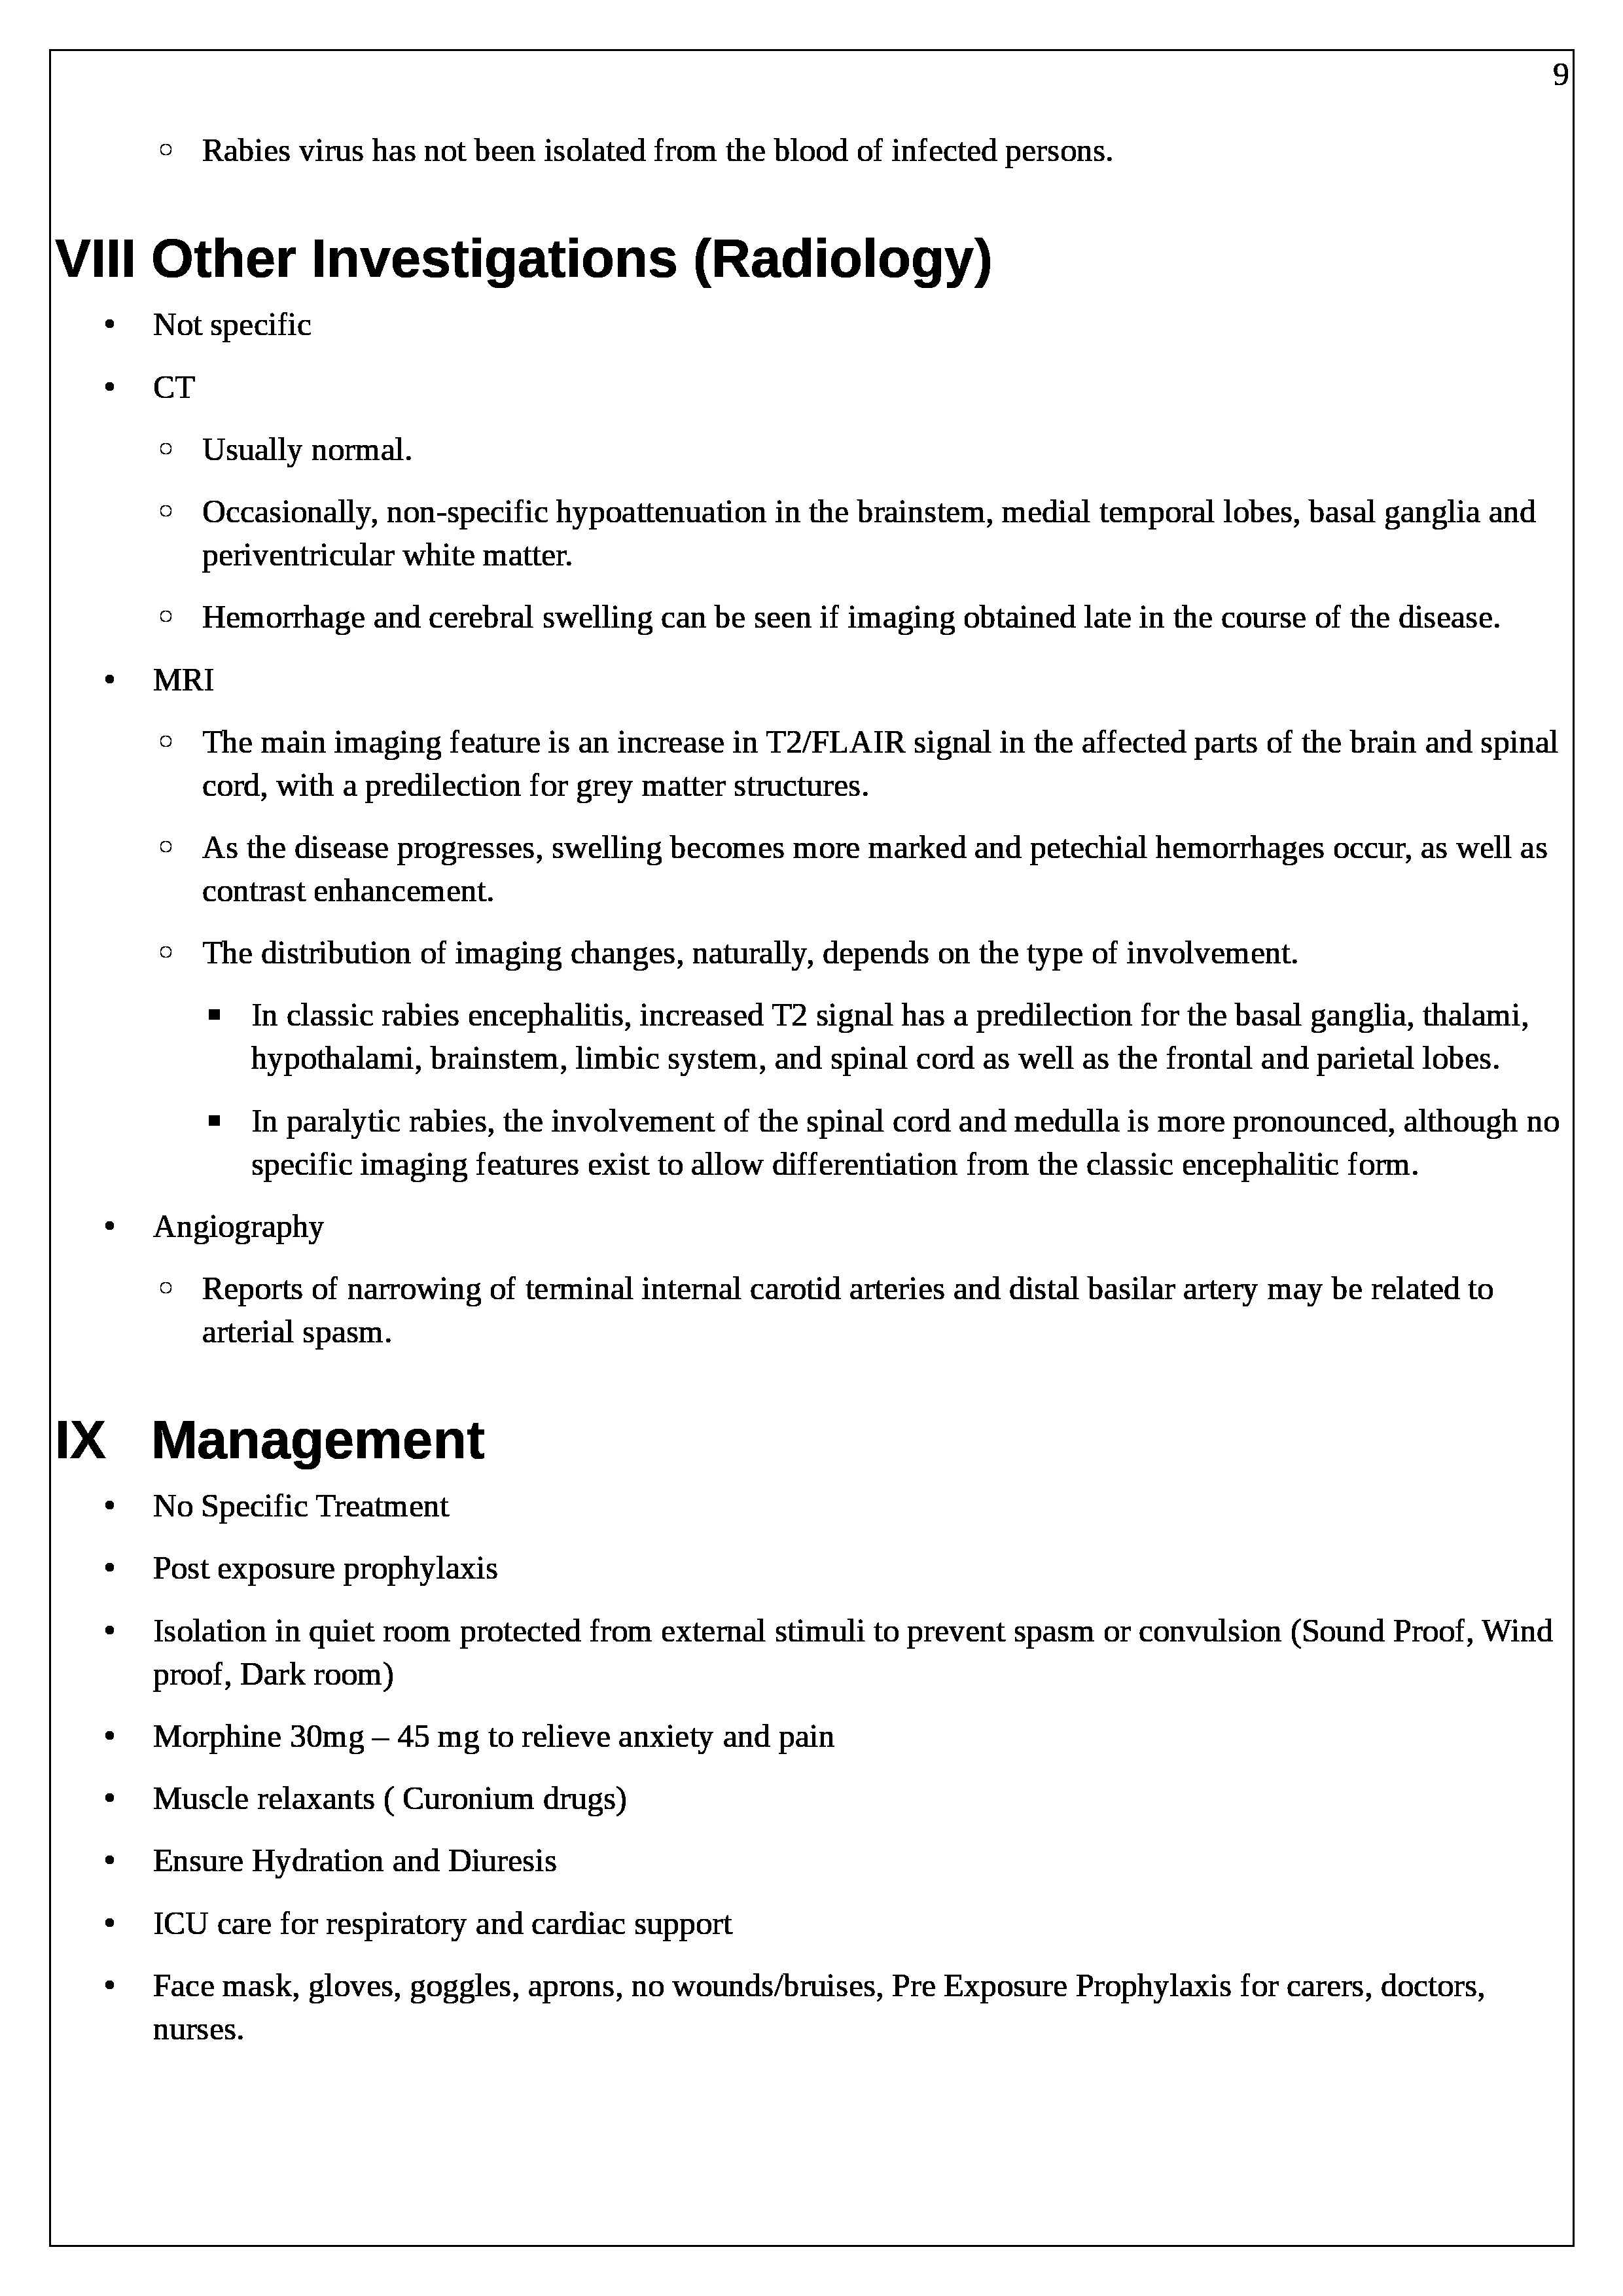 9
○ Rabies virus has not been isolated from the blood of infected persons.
VIII Other Investigations (Radiology)
• Not specific
• CT
○ Usually normal.
○ Occasionally, non-specific hypoattenuation in the brainstem, medial temporal lobes, basal ganglia and
periventricular white matter.
○ Hemorrhage and cerebral swelling can be seen if imaging obtained late in the course of the disease.
• MRI
○ The main imaging feature is an increase in T2/FLAIR signal in the affected parts of the brain and spinal
cord, with a predilection for grey matter structures.
○ As the disease progresses, swelling becomes more marked and petechial hemorrhages occur, as well as
contrast enhancement.
○ The distribution of imaging changes, naturally, depends on the type of involvement.
▪ In classic rabies encephalitis, increased T2 signal has a predilection for the basal ganglia, thalami,
hypothalami, brainstem, limbic system, and spinal cord as well as the frontal and parietal lobes.
▪ In paralytic rabies, the involvement of the spinal cord and medulla is more pronounced, although no
specific imaging features exist to allow differentiation from the classic encephalitic form.
• Angiography
○ Reports of narrowing of terminal internal carotid arteries and distal basilar artery may be related to
arterial spasm.
IX Management
• No Specific Treatment
• Post exposure prophylaxis
• Isolation in quiet room protected from external stimuli to prevent spasm or convulsion (Sound Proof, Wind
proof, Dark room)
• Morphine 30mg – 45 mg to relieve anxiety and pain
• Muscle relaxants ( Curonium drugs)
• Ensure Hydration and Diuresis
• ICU care for respiratory and cardiac support
• Face mask, gloves, goggles, aprons, no wounds/bruises, Pre Exposure Prophylaxis for carers, doctors,
nurses.